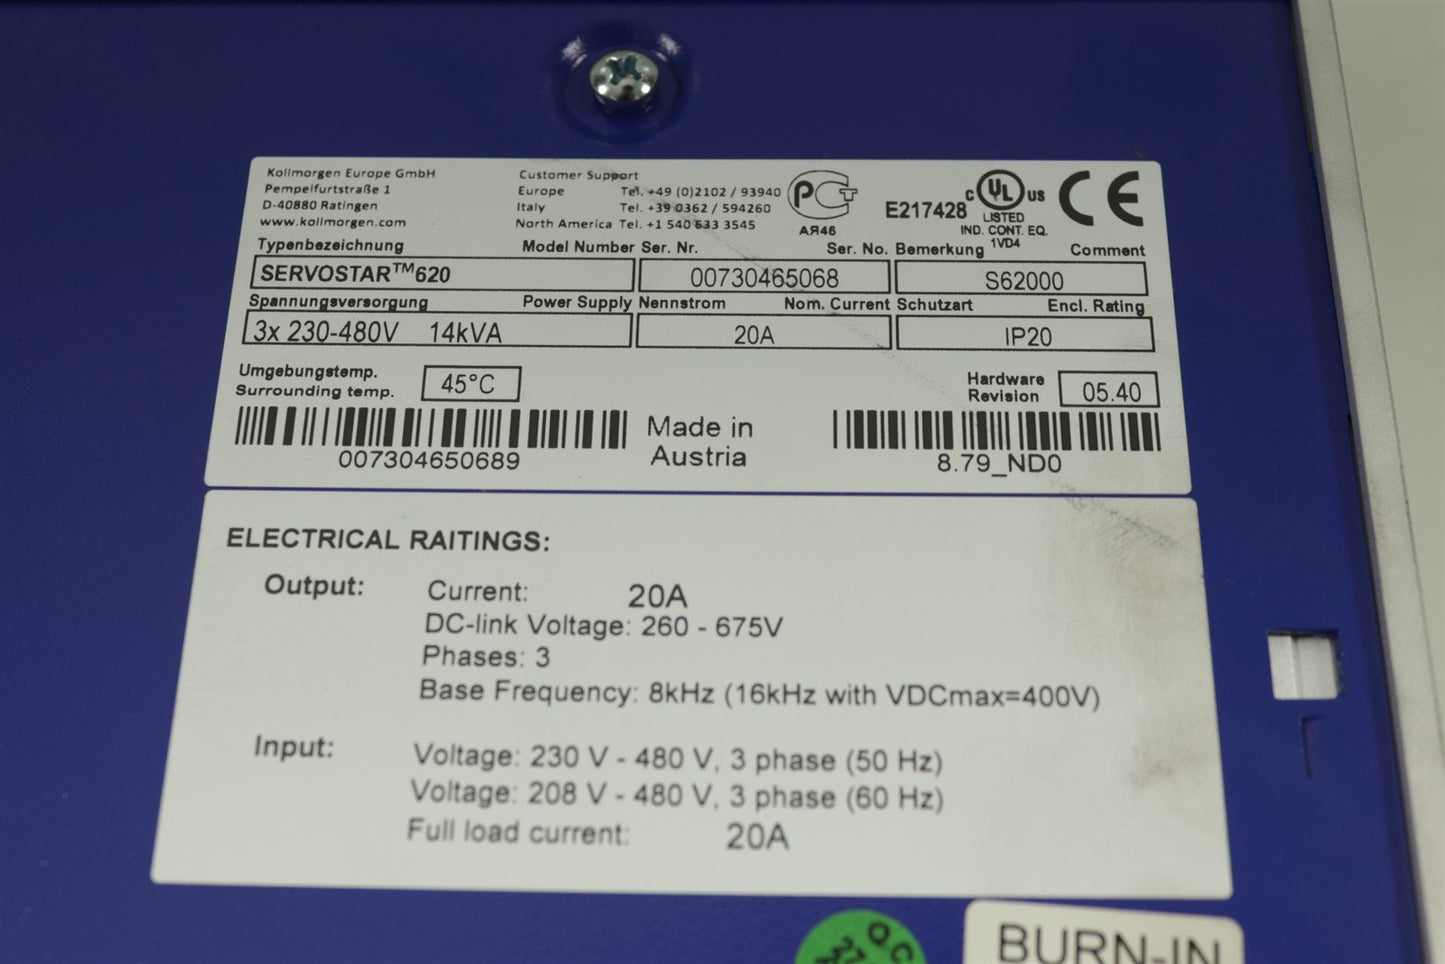 Kollmorgen Europe GmbH
Pempelfurtstraße 1
D-40880 Ratingen
www.kollmorgen.com
Customer Support
Europe Tel. +49 (0)2102 / 93940
Italy Tel. +39 0362 / 594260
North America Tel. +1 540 633 3545
PCT
АЯ46
E217428
C UL US
LISTED
IND. CONT. EQ.
1VD4
CE
Typenbezeichnung Model Number Ser. Nr. Ser. No. Bemerkung Comment
SERVOSTAR™620 00730465068 S62000
Spannungsversorgung Power Supply Nennstrom Nom. Current Schutzart Encl. Rating
3x 230-480V 14kVA 20A IP20
Umgebungstemp.
Surrounding temp. 45°C
Hardware
Revision 05.40
007304650689
Made in
Austria
8.79_ND0
ELECTRICAL RAITINGS:
Output: Current: 20A
DC-link Voltage: 260 - 675V
Phases: 3
Base Frequency: 8kHz (16kHz with VDCmax=400V)
Input: Voltage: 230 V - 480 V, 3 phase (50 Hz)
Voltage: 208 V - 480 V, 3 phase (60 Hz)
Full load current: 20A
Q.C
27
BURN-IN